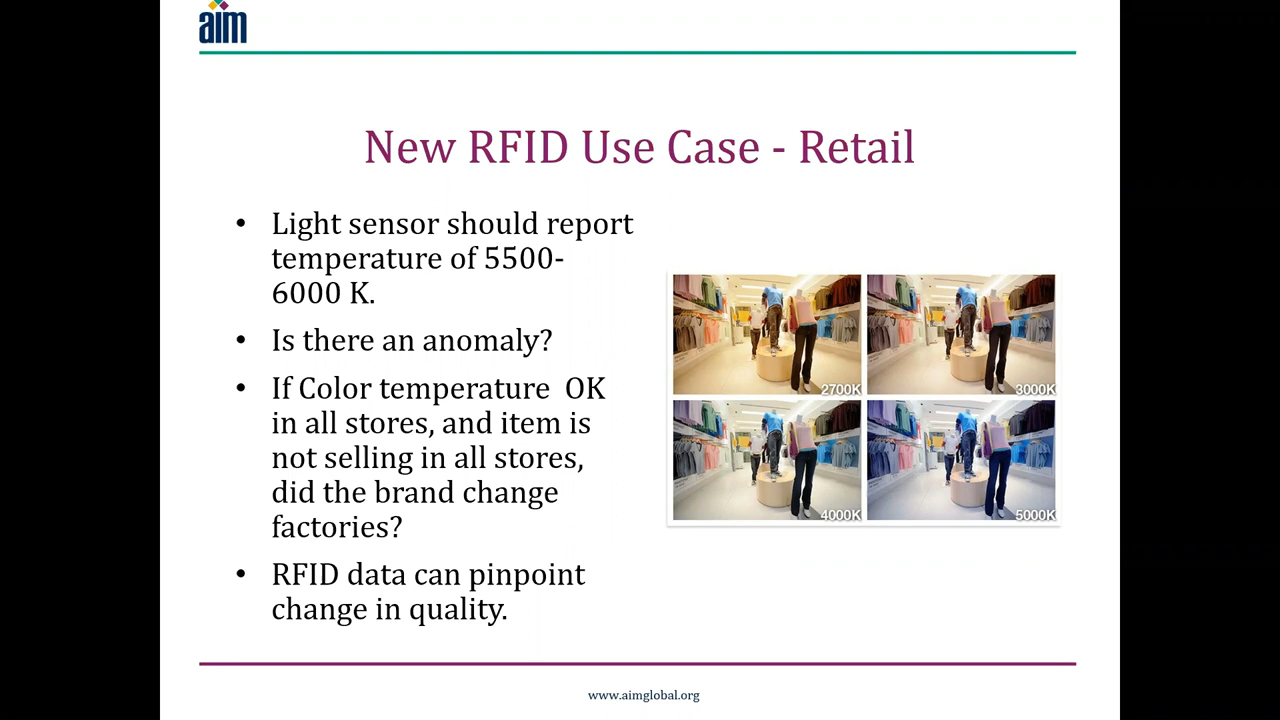 aim
New RFID Use Case - Retail
• Light sensor should report
temperature of 5500-
6000 K.
• Is there an anomaly?
• If Color temperature  OK
in all stores, and item is
not selling in all stores,
did the brand change
factories?
• RFID data can pinpoint
change in quality.
2700K
3000K
4000K
5000K
www.aimglobal.org